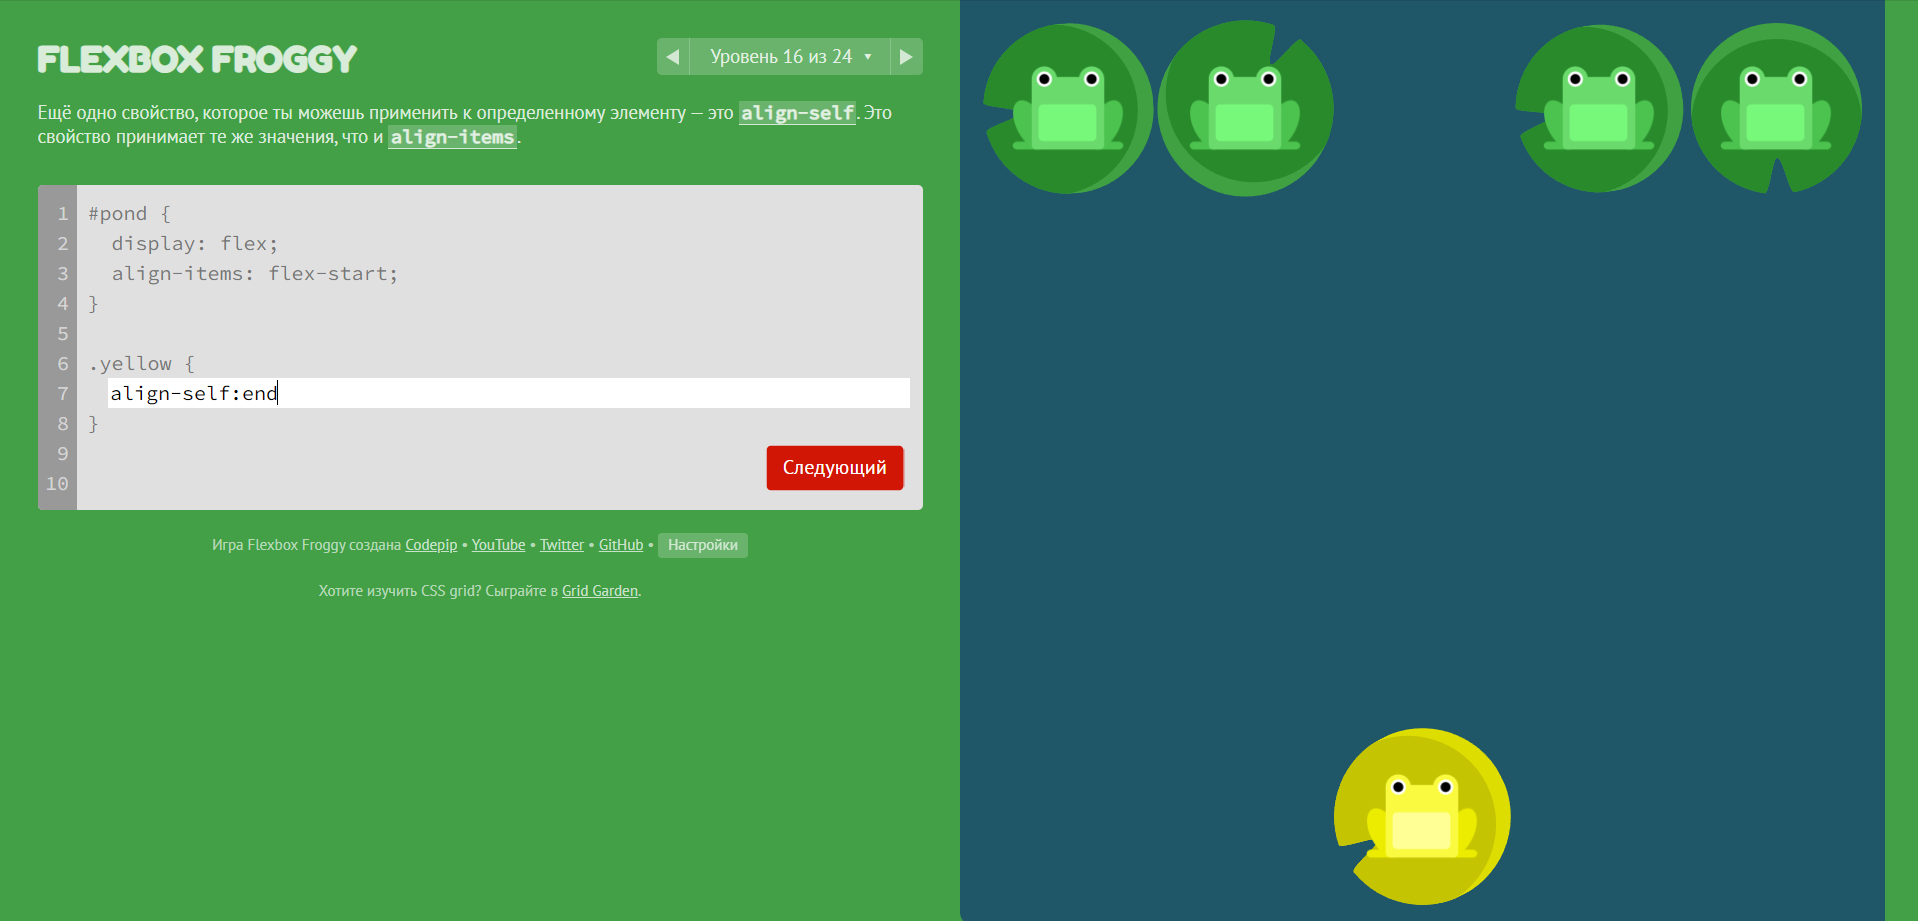 FLEXBOX FROGGY
◀ Уровень 16 из 24 ▼ ▶
Ещё одно свойство, которое ты можешь применить к определенному элементу — это align-self. Это
свойство принимает те же значения, что и align-items.
1 #pond {
2 display: flex;
3 align-items: flex-start;
4 }
5
6 .yellow {
7 align-self:end
8 }
9
Следующий
10
Игра Flexbox Froggy создана Codepip • YouTube • Twitter • GitHub • Настройки
Хотите изучить CSS grid? Сыграйте в Grid Garden.